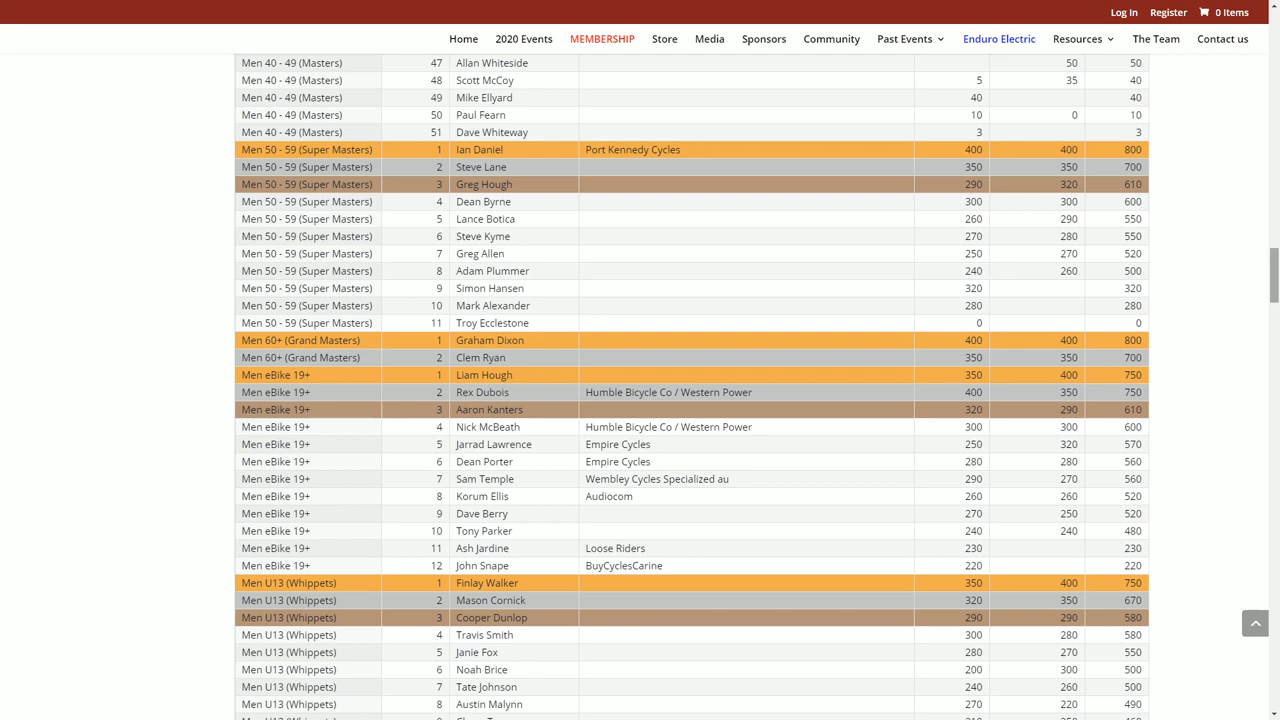 Log In Register 0 Items
Home 2020 Events MEMBERSHIP Store Media Sponsors Community Past Events Enduro Electric Resources The Team Contact us
Men 40 - 49 (Masters) 47 Allan Whiteside 50 50
Men 40 - 49 (Masters) 48 Scott McCoy 5 35 40
Men 40 - 49 (Masters) 49 Mike Ellyard 40 40
Men 40 - 49 (Masters) 50 Paul Fearn 10 0 10
Men 40 - 49 (Masters) 51 Dave Whiteway 3 3
Men 50 - 59 (Super Masters) 1 Ian Daniel Port Kennedy Cycles 400 400 800
Men 50 - 59 (Super Masters) 2 Steve Lane 350 350 700
Men 50 - 59 (Super Masters) 3 Greg Hough 290 320 610
Men 50 - 59 (Super Masters) 4 Dean Byrne 300 300 600
Men 50 - 59 (Super Masters) 5 Lance Botica 260 290 550
Men 50 - 59 (Super Masters) 6 Steve Kyme 270 280 550
Men 50 - 59 (Super Masters) 7 Greg Allen 250 270 520
Men 50 - 59 (Super Masters) 8 Adam Plummer 240 260 500
Men 50 - 59 (Super Masters) 9 Simon Hansen 320 320
Men 50 - 59 (Super Masters) 10 Mark Alexander 280 280
Men 50 - 59 (Super Masters) 11 Troy Ecclestone 0 0
Men 60+ (Grand Masters) 1 Graham Dixon 400 400 800
Men 60+ (Grand Masters) 2 Clem Ryan 350 350 700
Men eBike 19+ 1 Liam Hough 350 400 750
Men eBike 19+ 2 Rex Dubois Humble Bicycle Co / Western Power 400 350 750
Men eBike 19+ 3 Aaron Kanters 320 290 610
Men eBike 19+ 4 Nick McBeath Humble Bicycle Co / Western Power 300 300 600
Men eBike 19+ 5 Jarrad Lawrence Empire Cycles 250 320 570
Men eBike 19+ 6 Dean Porter Empire Cycles 280 280 560
Men eBike 19+ 7 Sam Temple Wembley Cycles Specialized au 290 270 560
Men eBike 19+ 8 Korum Ellis Audiocom 260 260 520
Men eBike 19+ 9 Dave Berry 270 250 520
Men eBike 19+ 10 Tony Parker 240 240 480
Men eBike 19+ 11 Ash Jardine Loose Riders 230 230
Men eBike 19+ 12 John Snape BuyCyclesCarine 220 220
Men U13 (Whippets) 1 Finlay Walker 350 400 750
Men U13 (Whippets) 2 Mason Cornick 320 350 670
Men U13 (Whippets) 3 Cooper Dunlop 290 290 580
Men U13 (Whippets) 4 Travis Smith 300 280 580
Men U13 (Whippets) 5 Janie Fox 280 270 550
Men U13 (Whippets) 6 Noah Brice 200 300 500
Men U13 (Whippets) 7 Tate Johnson 240 260 500
Men U13 (Whippets) 8 Austin Malynn 270 220 490